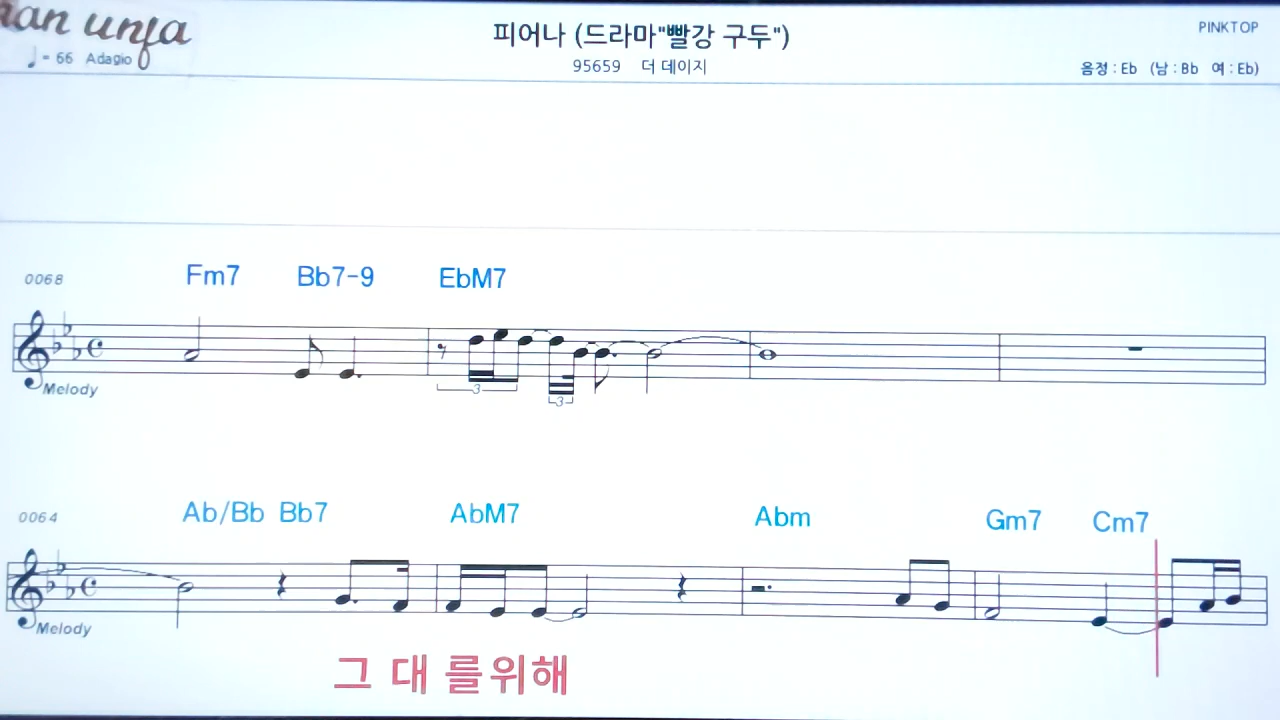 피어나 (드라마"빨강 구두")
PINKTOP
♩= 66 Adagio
95659 더 데이지
음정 : Eb (남 : Bb 여 : Eb)
0068
Fm7 Bb7-9 EbM7
Melody
3 3
0064
Ab/Bb Bb7 AbM7 Abm Gm7 Cm7
Melody
그 대 를위해